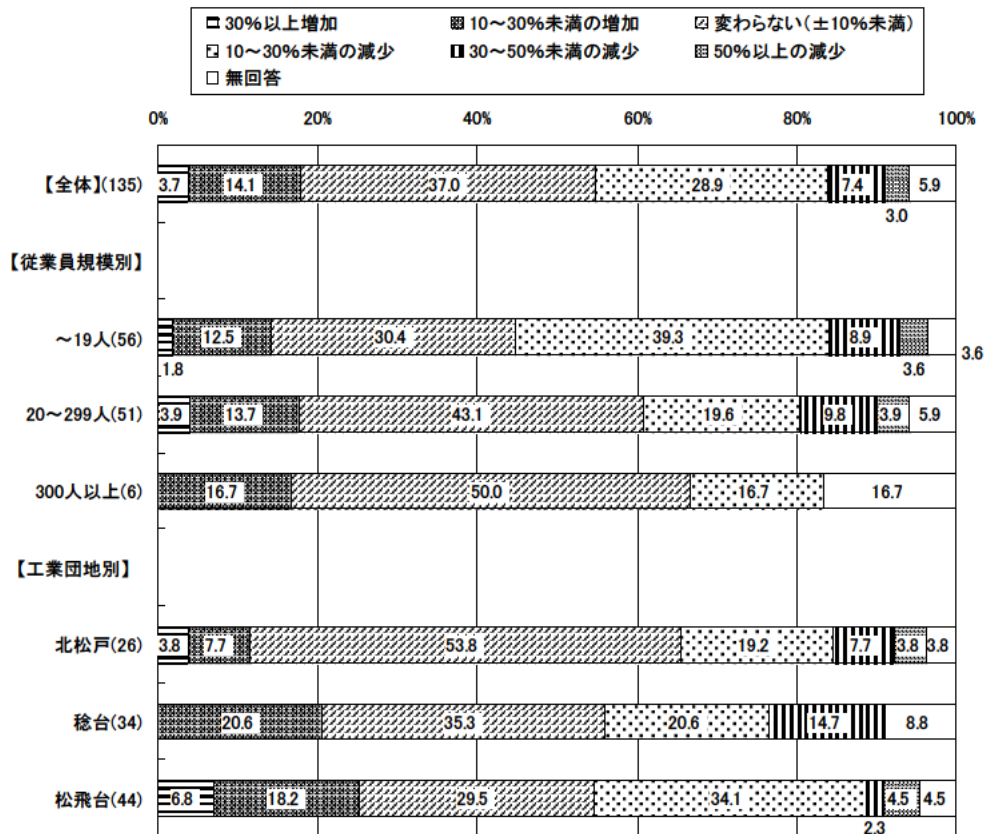 30%以上増加 10～30%未満の増加 変わらない(±10%未満)
10～30%未満の減少 30～50%未満の減少 50%以上の減少
無回答
0% 20% 40% 60% 80% 100%
【全体】(135) 3.7 14.1 37.0 28.9 7.4 5.9
3.0
【従業員規模別】
～19人(56) 12.5 30.4 39.3 8.9 3.6
1.8 3.6
20～299人(51) 3.9 13.7 43.1 19.6 9.8 3.9 5.9
300人以上(6) 16.7 50.0 16.7 16.7
【工業団地別】
北松戸(26) 3.8 7.7 53.8 19.2 7.7 3.8 3.8
稔台(34) 20.6 35.3 20.6 14.7 8.8
松飛台(44) 6.8 18.2 29.5 34.1 4.5 4.5
2.3